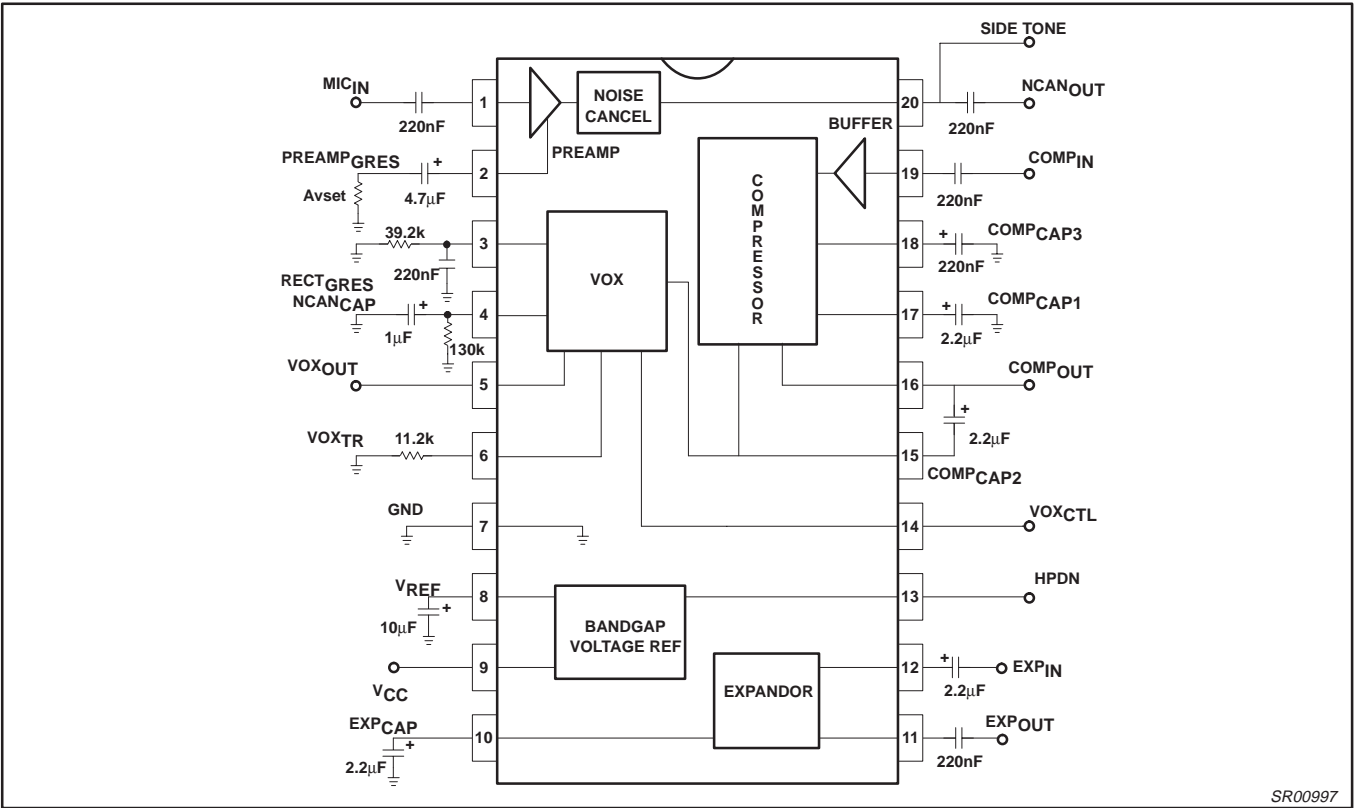 SIDE TONE
MICIN
220nF
1
NOISE
CANCEL
20
NCANOUT
220nF
PREAMP
BUFFER
PREAMPGRES
Avset
+
4.7μF
2
COMPRESSOR
19
COMPIN
220nF
39.2k
220nF
3
VOX
18
+
COMPCAP3
220nF
RECTGRES
NCANCAP
+
1μF
130k
4
17
+
COMPCAP1
2.2μF
VOXOUT
5
16
COMPOUT
+
2.2μF
VOXTR
11.2k
6
15
COMPCAP2
GND
7
14
VOXCTL
VREF
+
10μF
8
BANDGAP
VOLTAGE REF
13
HPDN
VCC
9
EXPANDOR
12
+
2.2μF
EXPIN
EXPCAP
+
2.2μF
10
11
EXPOUT
220nF
SR00997